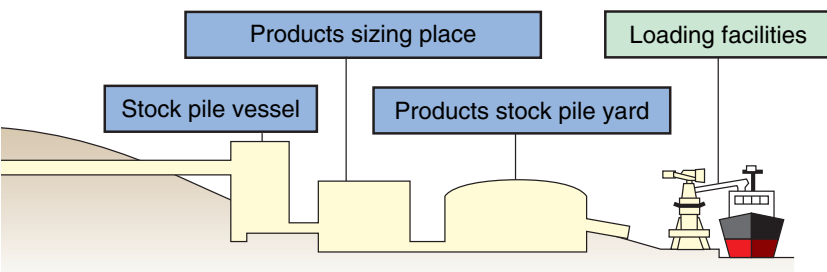 Products sizing place
Loading facilities
Stock pile vessel
Products stock pile yard